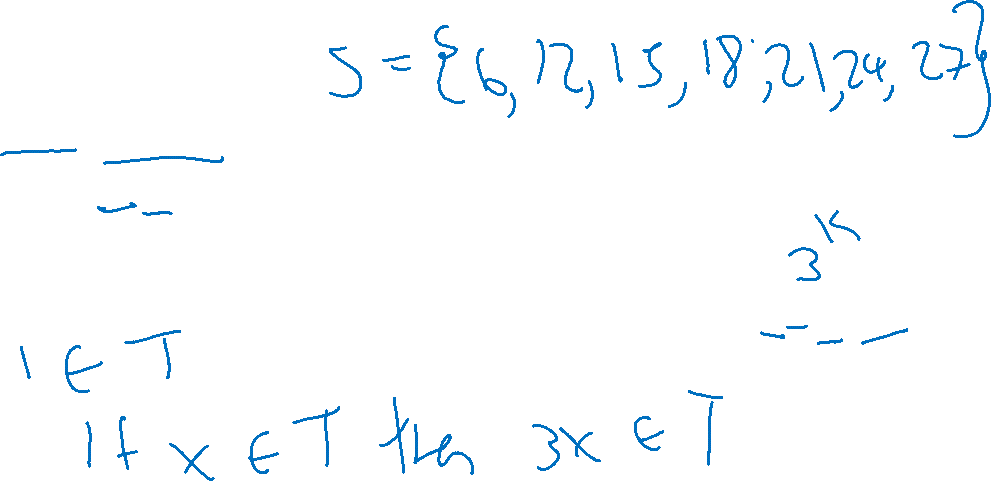 S = {6, 12, 15, 18, 21, 24, 27}
3^K
1 ∈ T
If x ∈ T then 3x ∈ T